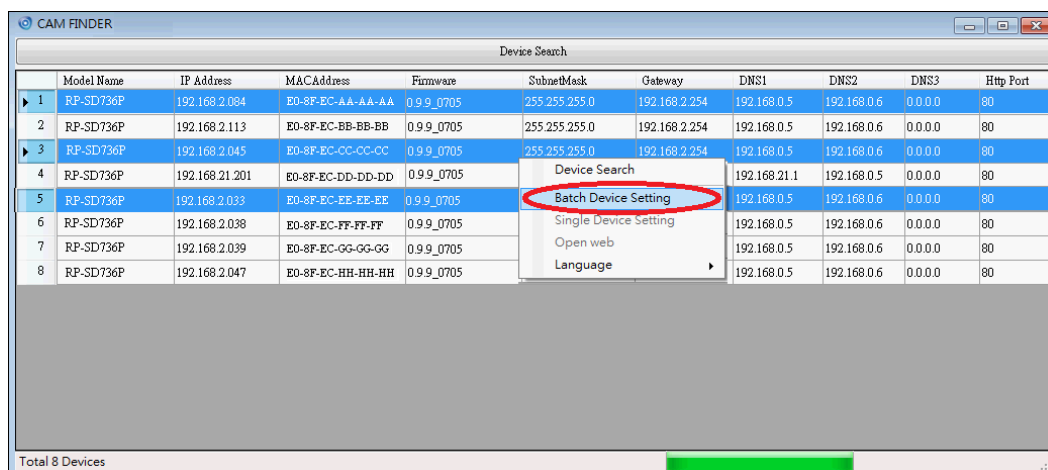 CAM FINDER
Device Search
Model Name IP Address MACAddress Firmware SubnetMask Gateway DNS1 DNS2 DNS3 Http Port
1 RP-SD736P 192.168.2.084 E0-8F-EC-AA-AA-AA 0.9.9_0705 255.255.255.0 192.168.2.254 192.168.0.5 192.168.0.6 0.0.0.0 80
2 RP-SD736P 192.168.2.113 E0-8F-EC-BB-BB-BB 0.9.9_0705 255.255.255.0 192.168.2.254 192.168.0.5 192.168.0.6 0.0.0.0 80
3 RP-SD736P 192.168.2.045 E0-8F-EC-CC-CC-CC 0.9.9_0705 255.255.255.0 192.168.2.254 192.168.0.5 192.168.0.6 0.0.0.0 80
4 RP-SD736P 192.168.21.201 E0-8F-EC-DD-DD-DD 0.9.9_0705 192.168.21.1 192.168.0.5 0.0.0.0 80
5 RP-SD736P 192.168.2.033 E0-8F-EC-EE-EE-EE 0.9.9_0705 192.168.0.5 192.168.0.6 0.0.0.0 80
6 RP-SD736P 192.168.2.038 E0-8F-EC-FF-FF-FF 0.9.9_0705 192.168.0.5 192.168.0.6 0.0.0.0 80
7 RP-SD736P 192.168.2.039 E0-8F-EC-GG-GG-GG 0.9.9_0705 192.168.0.5 192.168.0.6 0.0.0.0 80
8 RP-SD736P 192.168.2.047 E0-8F-EC-HH-HH-HH 0.9.9_0705 192.168.0.5 192.168.0.6 0.0.0.0 80
Device Search
Batch Device Setting
Single Device Setting
Open web
Language
Total 8 Devices